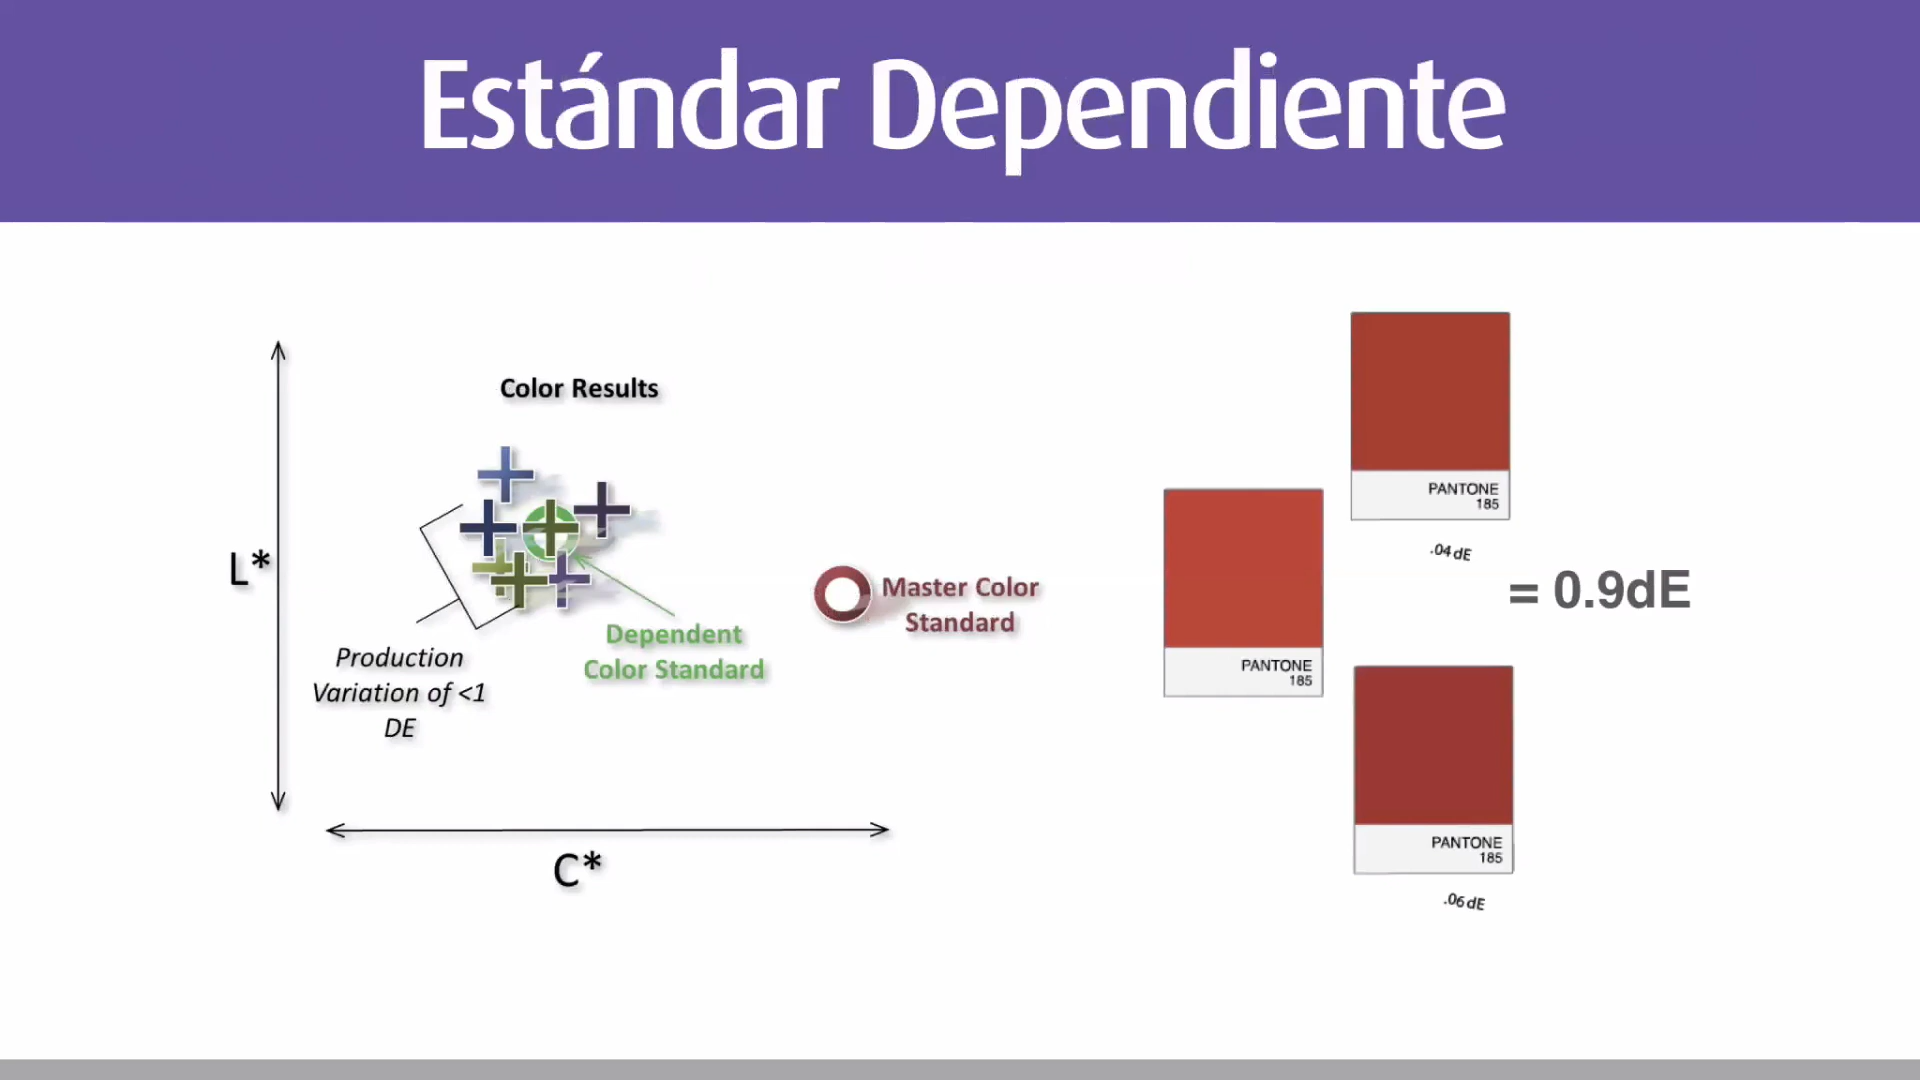 Estándar Dependiente
Color Results
L*
Production
Variation of <1
DE
Dependent
Color Standard
Master Color
Standard
C*
PANTONE
185
.04 dE
PANTONE
185
= 0.9dE
PANTONE
185
.06 dE